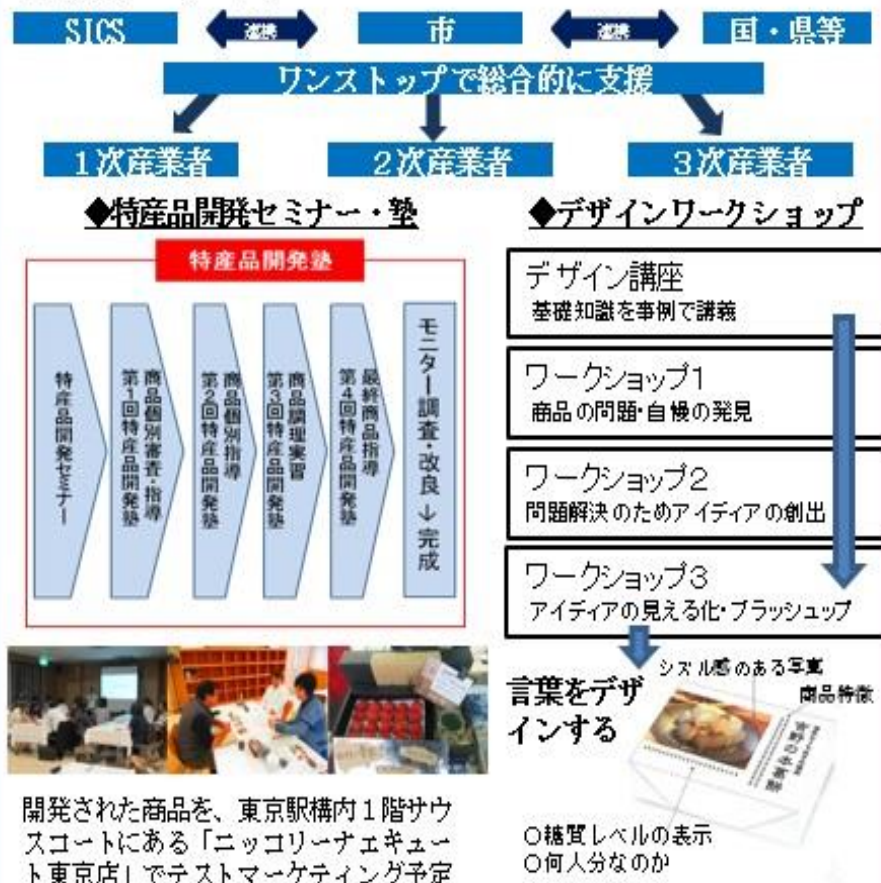 SICS
連携
市
連携
国・県等
ワンストップで総合的に支援
1次産業者
2次産業者
3次産業者
◆特産品開発セミナー・塾
特産品開発塾
特産品開発セミナー
第1回特産品開発塾
商品個別審査・指導
第2回特産品開発塾
商品個別指導
第3回特産品開発塾
商品調理実習
第4回特産品開発塾
最終商品指導
モニター調査・改良→完成
開発された商品を、東京駅構内1階サウ
スコートにある「ニッコリーナエキュー
ト東京店」でテストマーケティング予定
◆デザインワークショップ
デザイン講座
基礎知識を事例で講義
ワークショップ1
商品の問題・自慢の発見
ワークショップ2
問題解決のためアイディアの創出
ワークショップ3
アイディアの見える化・ブラッシュップ
言葉をデザ
インする
シズル感のある写真
商品特徴
○糖質レベルの表示
○何人分なのか